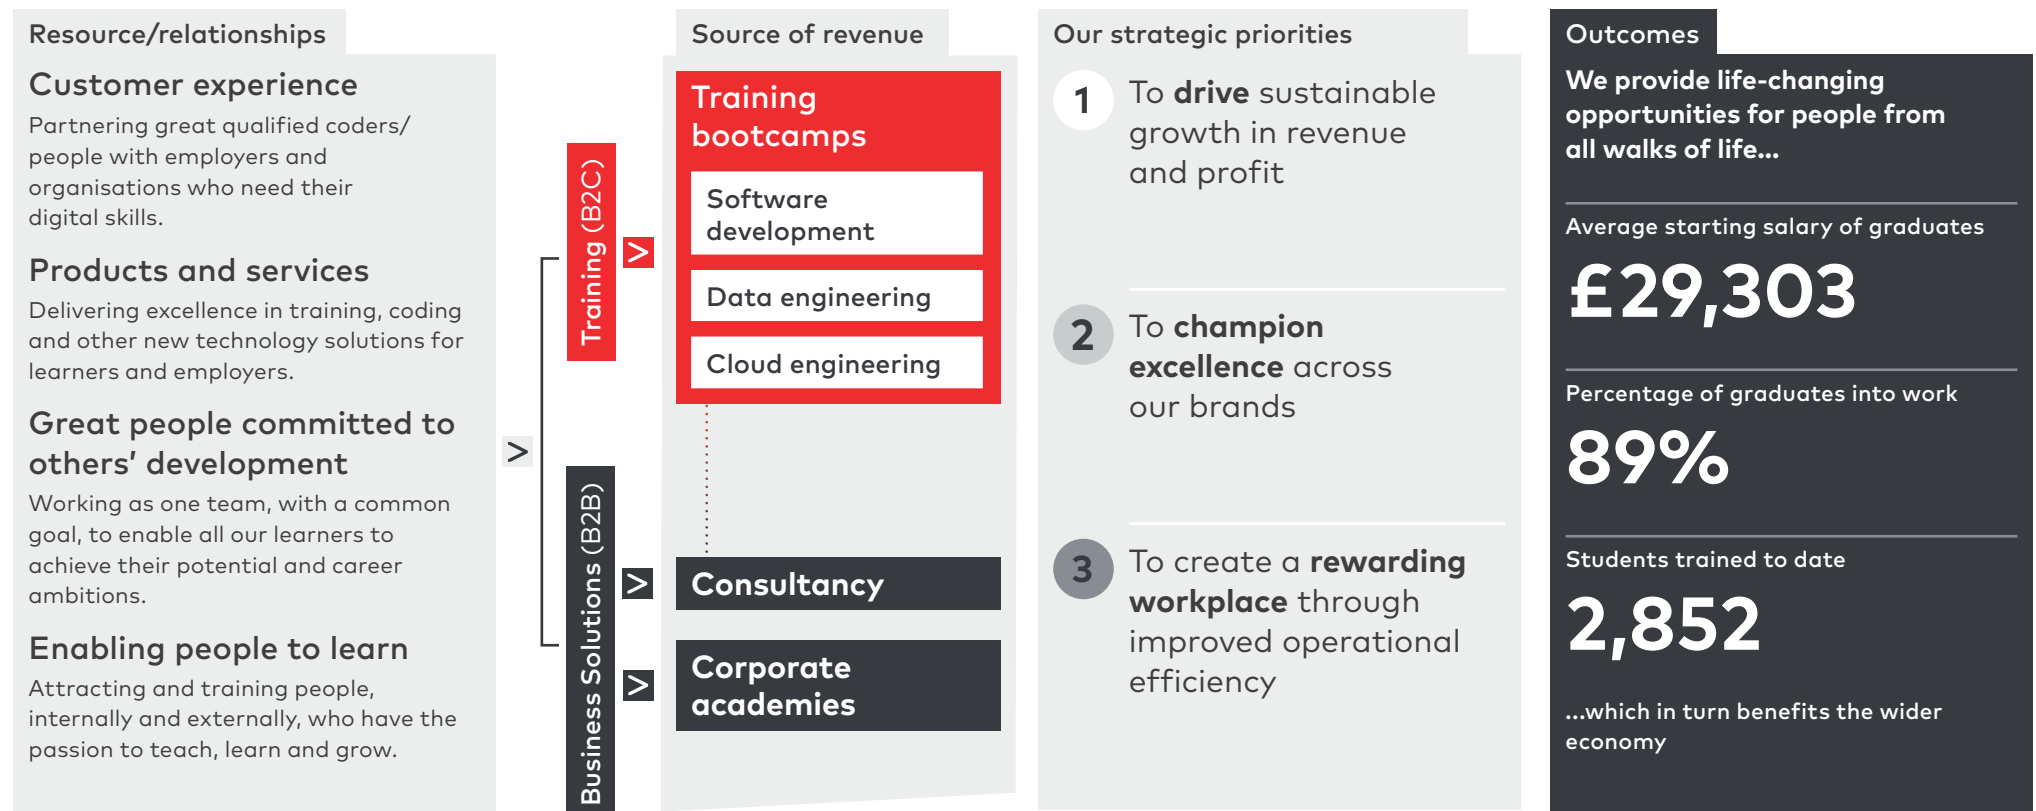 Resource/relationships
Customer experience
Partnering great qualified coders/
people with employers and
organisations who need their
digital skills.
Products and services
Delivering excellence in training, coding
and other new technology solutions for
learners and employers.
Great people committed to
others’ development
Working as one team, with a common
goal, to enable all our learners to
achieve their potential and career
ambitions.
Enabling people to learn
Attracting and training people,
internally and externally, who have the
passion to teach, learn and grow.
>
Training (B2C)
>
Business Solutions (B2B)
>
>
Source of revenue
Training
bootcamps
Software
development
Data engineering
Cloud engineering
Consultancy
Corporate
academies
Our strategic priorities
1
To drive sustainable
growth in revenue
and profit
2
To champion
excellence across
our brands
3
To create a rewarding
workplace through
improved operational
efficiency
Outcomes
We provide life-changing
opportunities for people from
all walks of life...
Average starting salary of graduates
£29,303
Percentage of graduates into work
89%
Students trained to date
2,852
...which in turn benefits the wider
economy